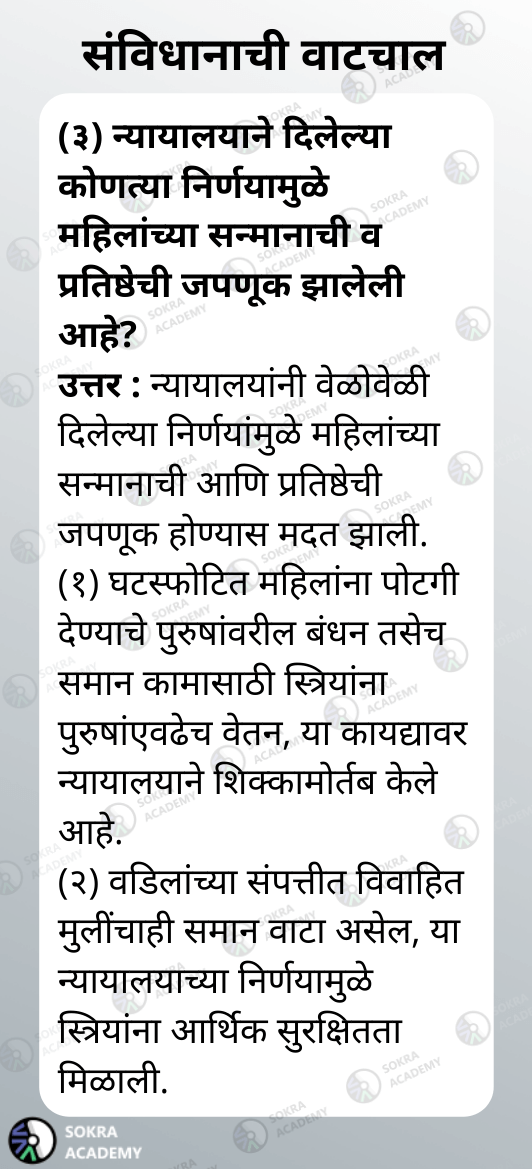 संविधानाची वाटचाल
(३) न्यायालयाने दिलेल्या
कोणत्या निर्णयामुळे
महिलांच्या सन्मानाची व
प्रतिष्ठेची जपणूक झालेली
आहे?
उत्तर : न्यायालयांनी वेळोवेळी
दिलेल्या निर्णयांमुळे महिलांच्या
सन्मानाची आणि प्रतिष्ठेची
जपणूक होण्यास मदत झाली.
(१) घटस्फोटित महिलांना पोटगी
देण्याचे पुरुषांवरील बंधन तसेच
समान कामासाठी स्त्रियांना
पुरुषांएवढेच वेतन, या कायद्यावर
न्यायालयाने शिक्कामोर्तब केले
आहे.
(२) वडिलांच्या संपत्तीत विवाहित
मुलींचाही समान वाटा असेल, या
न्यायालयाच्या निर्णयामुळे
स्त्रियांना आर्थिक सुरक्षितता
मिळाली.
SOKRA
ACADEMY